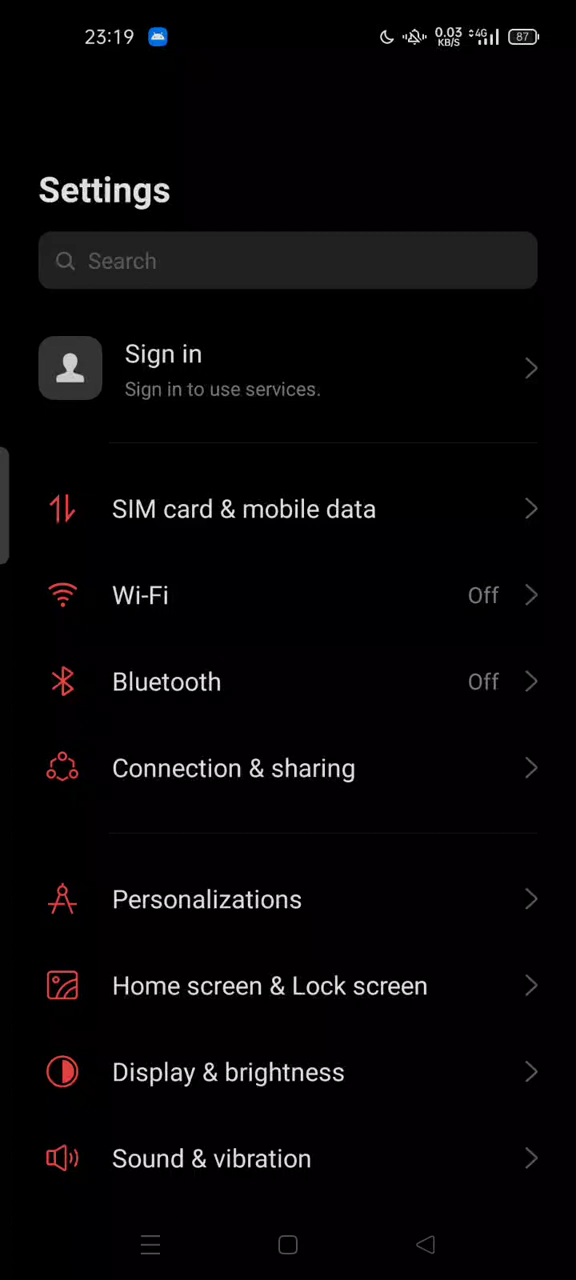 23:19 0.03 KB/S 4G 87
Settings
Search
Sign in
Sign in to use services.
SIM card & mobile data
Wi-Fi Off
Bluetooth Off
Connection & sharing
Personalizations
Home screen & Lock screen
Display & brightness
Sound & vibration